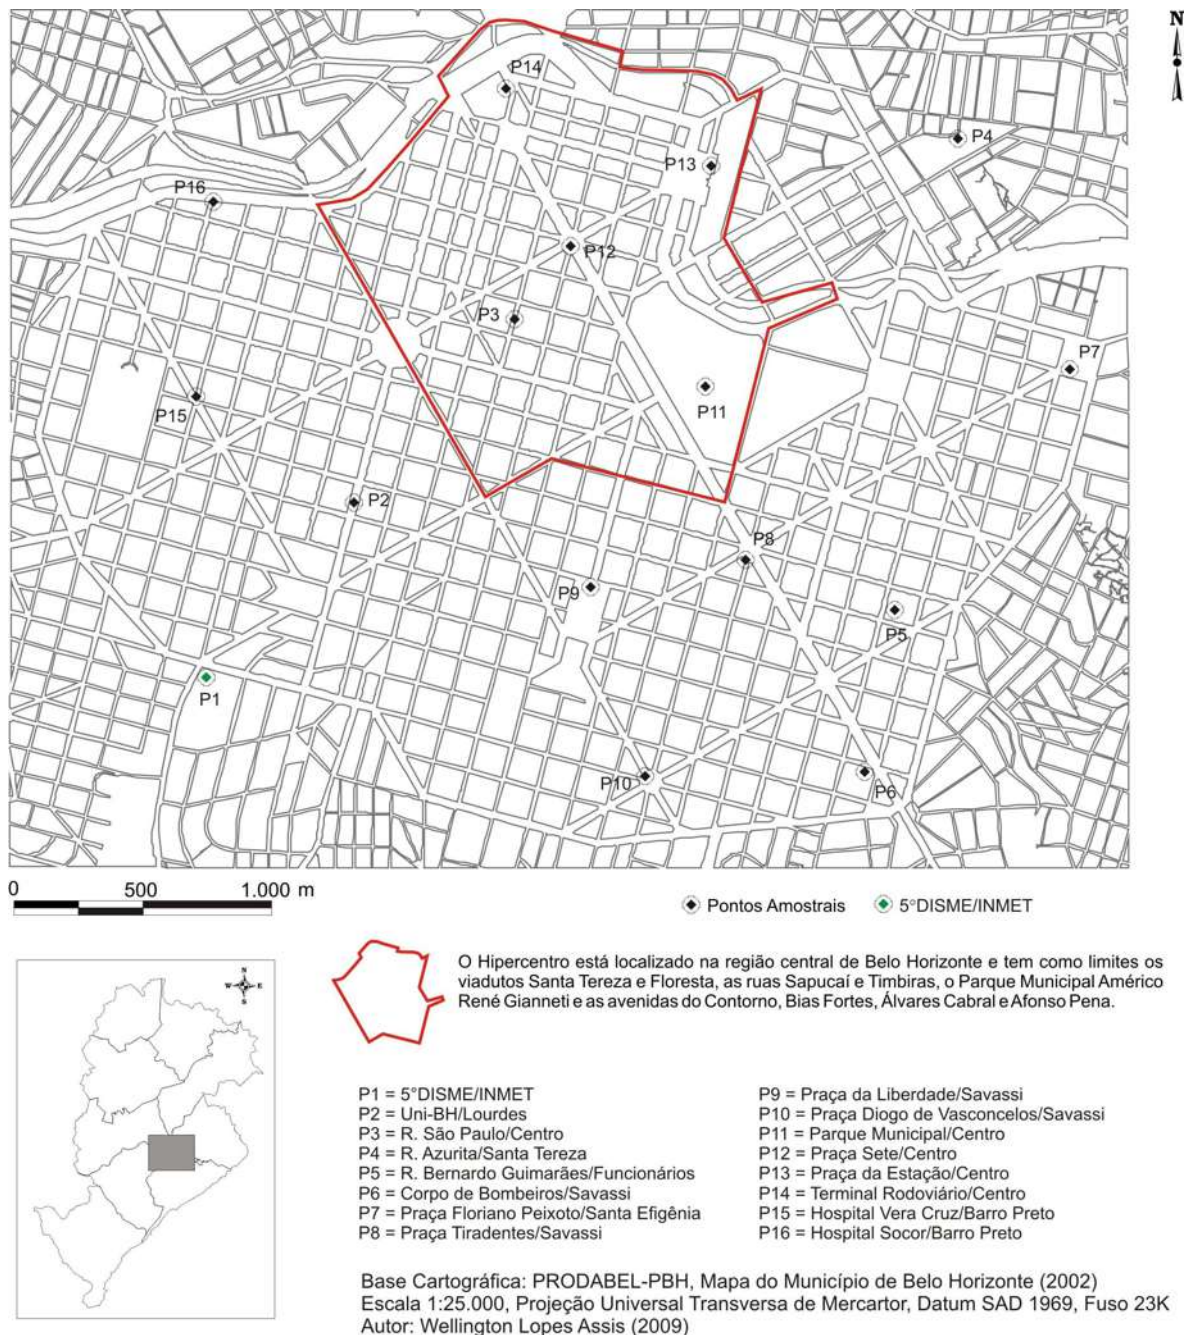 N
P14
P4
P13
P16
P12
P3
P7
P11
P15
P2
P8
P9
P5
P1
P10
P6
0 500 1.000 m
Pontos Amostrais 5°DISME/INMET
N
W E
S
O Hipercentro está localizado na região central de Belo Horizonte e tem como limites os
viadutos Santa Tereza e Floresta, as ruas Sapucaí e Timbiras, o Parque Municipal Américo
René Gianneti e as avenidas do Contorno, Bias Fortes, Álvares Cabral e Afonso Pena.
P1 = 5°DISME/INMET
P2 = Uni-BH/Lourdes
P3 = R. São Paulo/Centro
P4 = R. Azurita/Santa Tereza
P5 = R. Bernardo Guimarães/Funcionários
P6 = Corpo de Bombeiros/Savassi
P7 = Praça Floriano Peixoto/Santa Efigênia
P8 = Praça Tiradentes/Savassi
P9 = Praça da Liberdade/Savassi
P10 = Praça Diogo de Vasconcelos/Savassi
P11 = Parque Municipal/Centro
P12 = Praça Sete/Centro
P13 = Praça da Estação/Centro
P14 = Terminal Rodoviário/Centro
P15 = Hospital Vera Cruz/Barro Preto
P16 = Hospital Socor/Barro Preto
Base Cartográfica: PRODABEL-PBH, Mapa do Município de Belo Horizonte (2002)
Escala 1:25.000, Projeção Universal Transversa de Mercartor, Datum SAD 1969, Fuso 23K
Autor: Wellington Lopes Assis (2009)